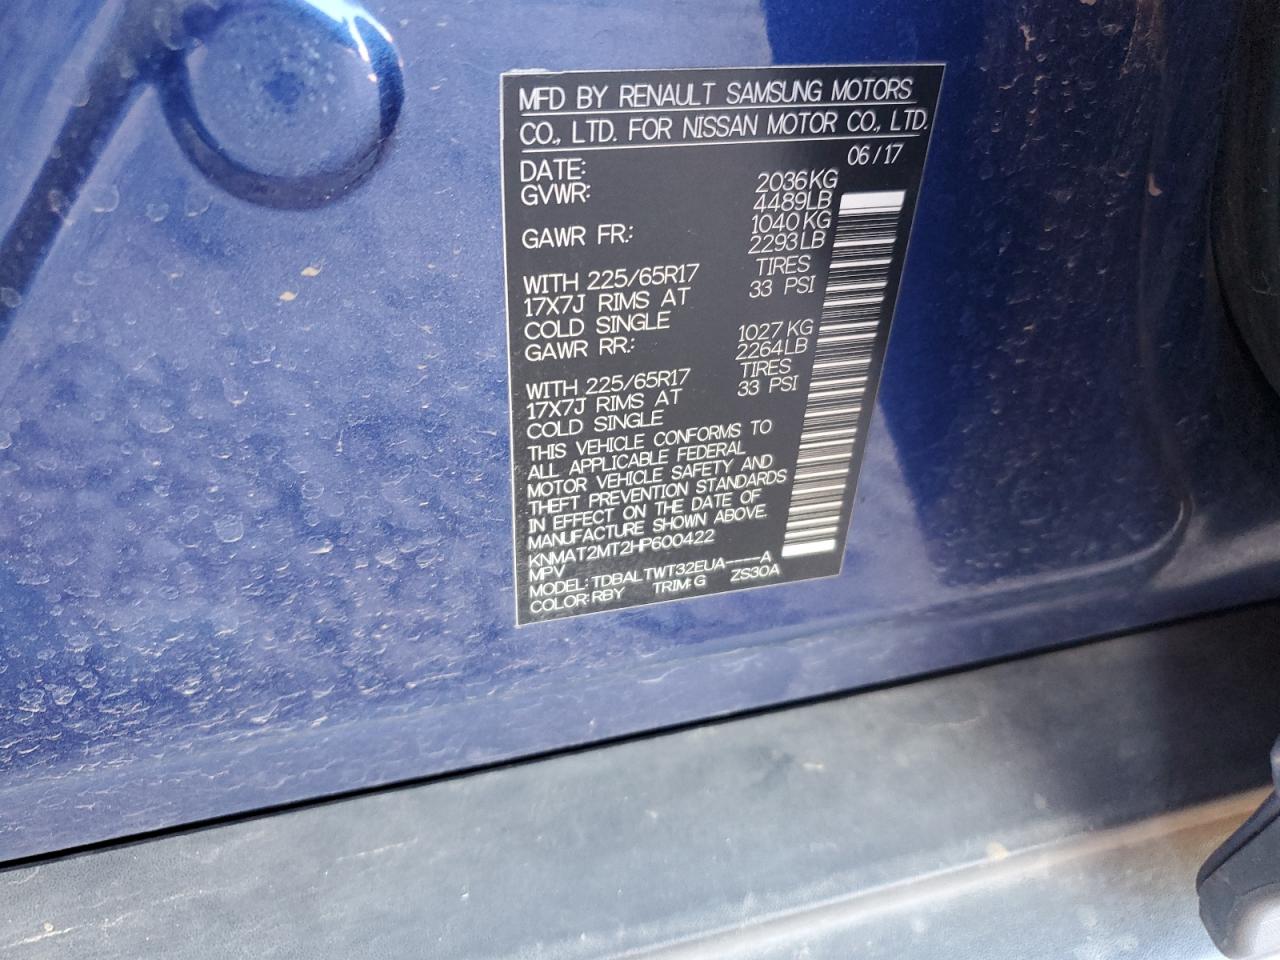 MFD BY RENAULT SAMSUNG MOTORS
CO., LTD. FOR NISSAN MOTOR CO., LTD.
DATE: 06/17
GVWR: 2036KG
4489LB
GAWR FR.: 1040KG
2293LB
WITH 225/65R17 TIRES
17X7J RIMS AT 33 PSI
COLD SINGLE
GAWR RR.: 1027KG
2264LB
WITH 225/65R17 TIRES
17X7J RIMS AT 33 PSI
COLD SINGLE
THIS VEHICLE CONFORMS TO
ALL APPLICABLE FEDERAL
MOTOR VEHICLE SAFETY AND
THEFT PREVENTION STANDARDS
IN EFFECT ON THE DATE OF
MANUFACTURE SHOWN ABOVE.
KNMAT2MT2HP600422
MPV
MODEL: TDBALTWT32EUA----A
COLOR: RBY TRIM: G ZS30A